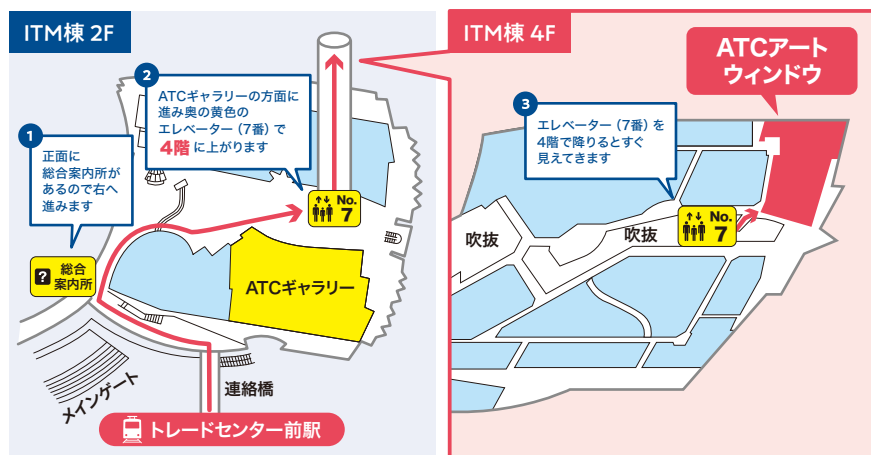 ITM棟 2F
1
正面に
総合案内所が
あるので右へ
進みます
2
ATCギャラリーの方面に
進み奥の黄色の
エレベーター（7番）で
4階に上がります
No.
7
?
総合
案内所
ATCギャラリー
メインゲート
連絡橋
トレードセンター前駅
ITM棟 4F
ATCアート
ウィンドウ
3
エレベーター（7番）を
4階で降りるとすぐ
見えてきます
吹抜
吹抜
No.
7